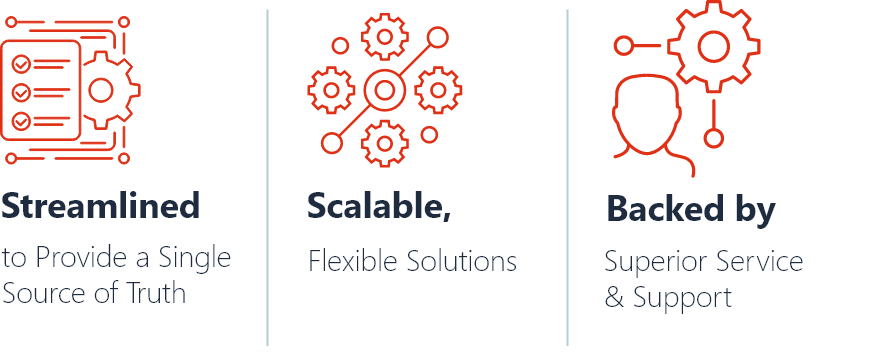 Streamlined
to Provide a Single
Source of Truth
Scalable,
Flexible Solutions
Backed by
Superior Service
& Support